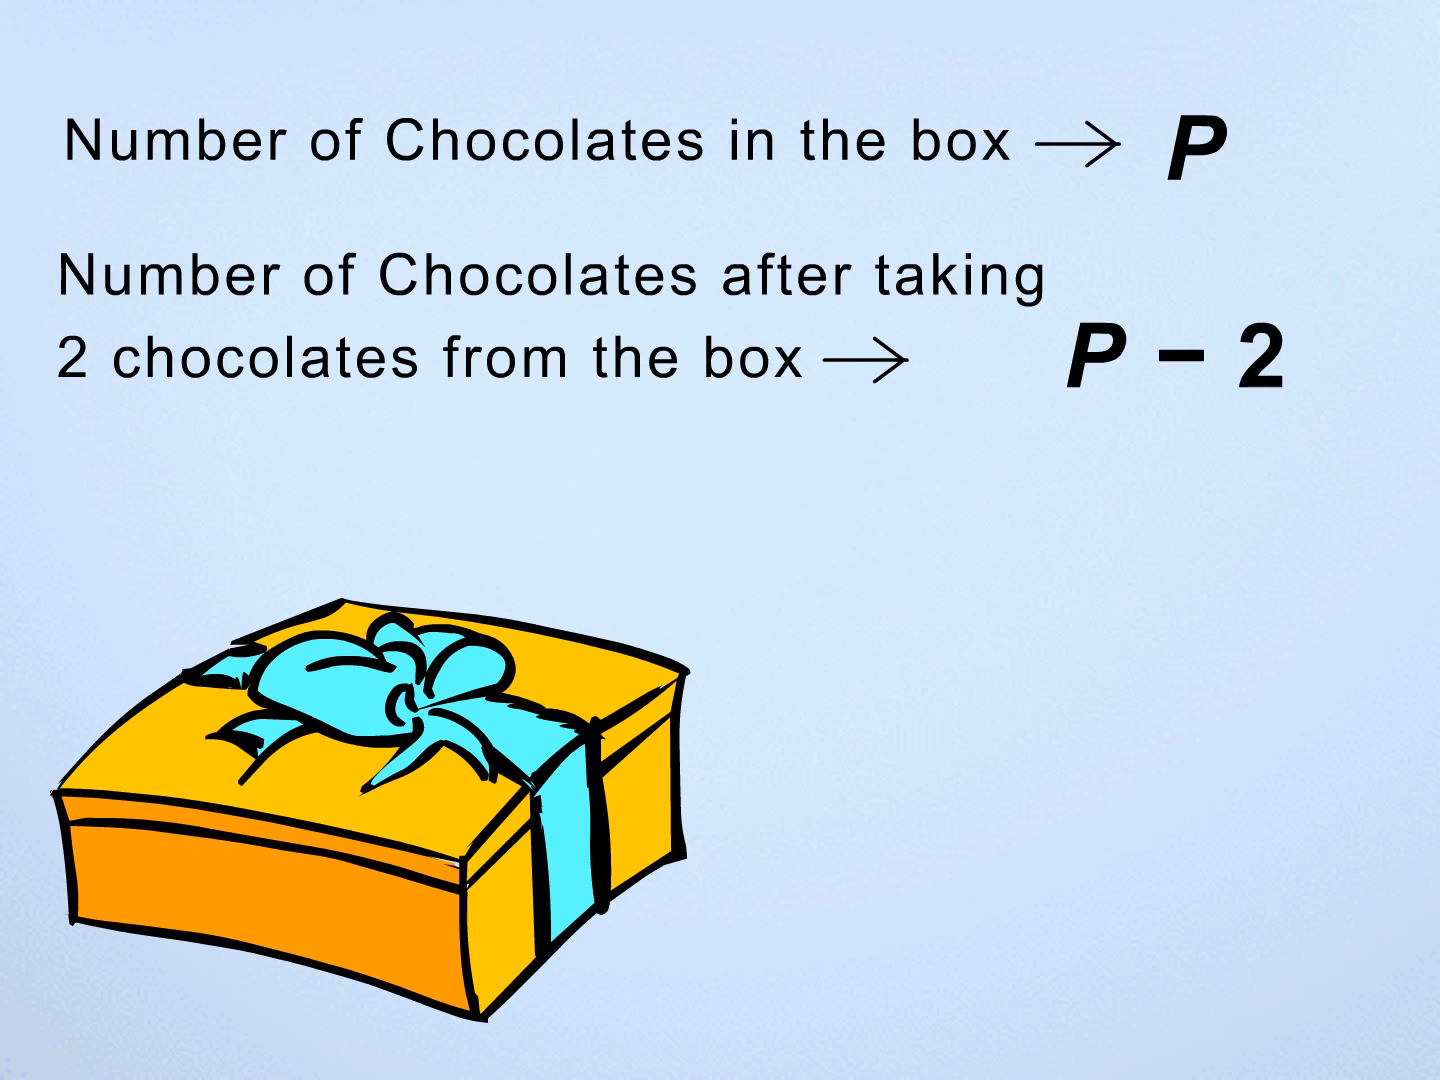 Number of Chocolates in the box → P
Number of Chocolates after taking
2 chocolates from the box → P − 2